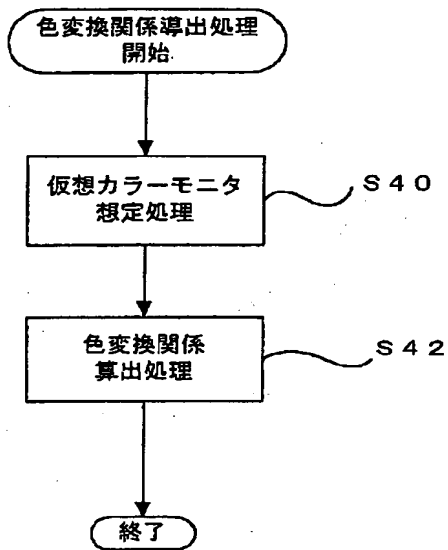 色変換関係導出処理
開始
仮想カラーモニタ
想定処理
S40
色変換関係
算出処理
S42
終了